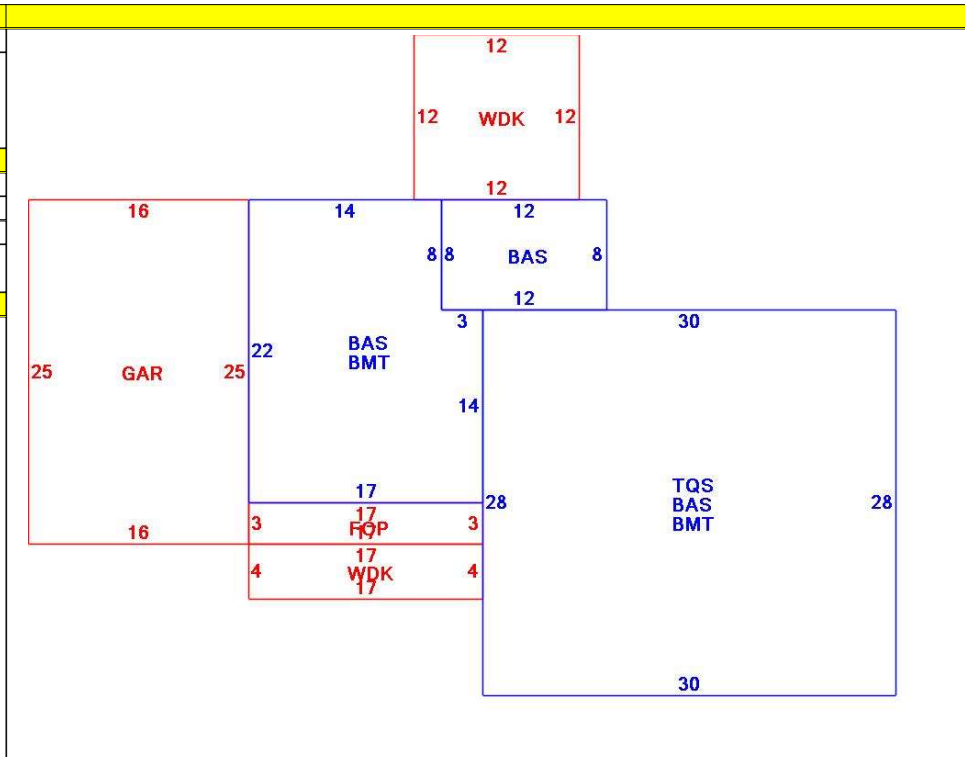 12
12 WDK 12
12
16 14 12
8 8 BAS 8
12
3 30
25 GAR 25 22 BAS
BMT
14
17 28 TQS
BAS
BMT 28
17
3 FOP 3
16 17
17
4 WDK 4
17
30